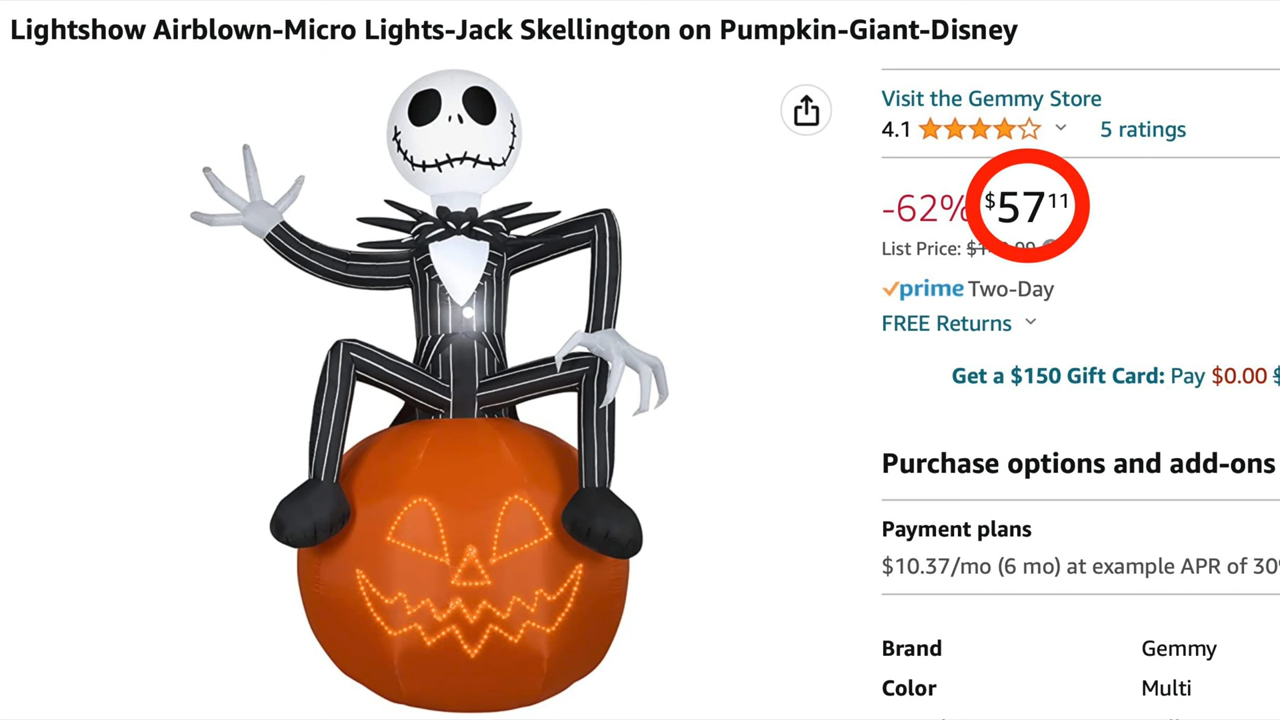 Lightshow Airblown-Micro Lights-Jack Skellington on Pumpkin-Giant-Disney
Visit the Gemmy Store
4.1
5 ratings
-62% $57 11
List Price:
prime Two-Day
FREE Returns
Get a $150 Gift Card: Pay $0.00
Purchase options and add-ons
Payment plans
$10.37/mo (6 mo) at example APR of 30
Brand Gemmy
Color Multi